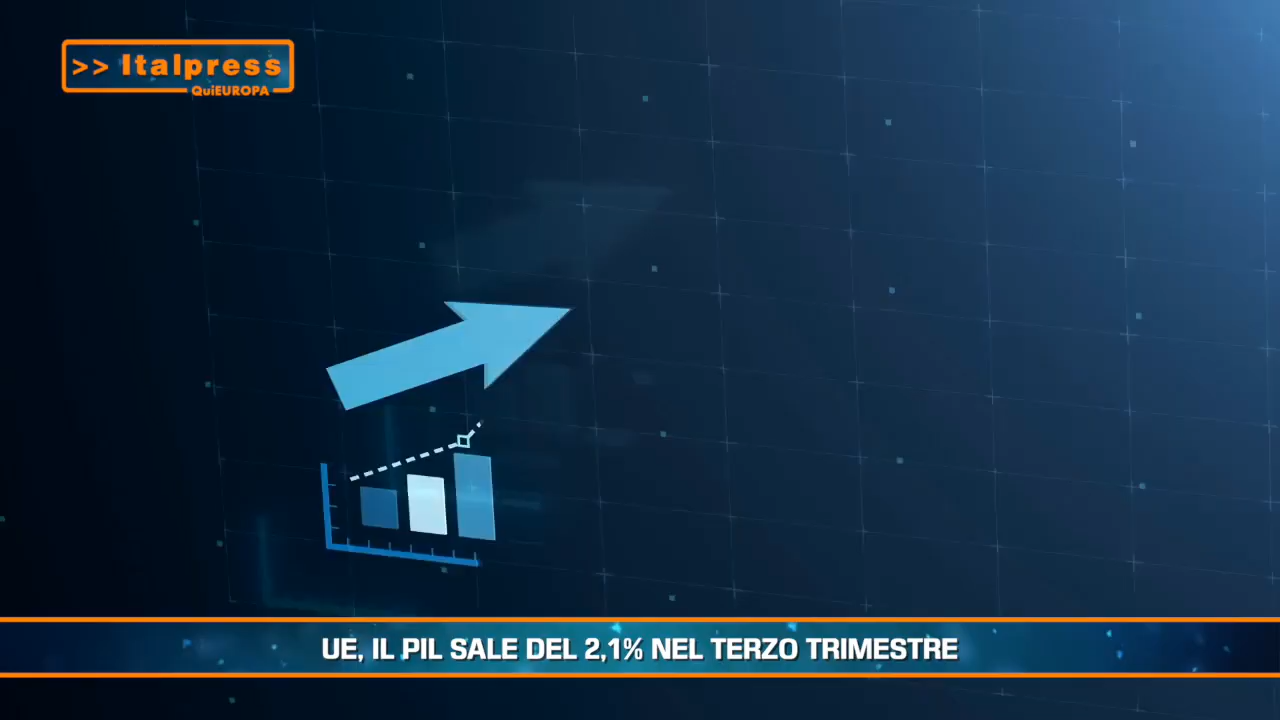 >> Italpress
QuiEUROPA
UE, IL PIL SALE DEL 2,1% NEL TERZO TRIMESTRE